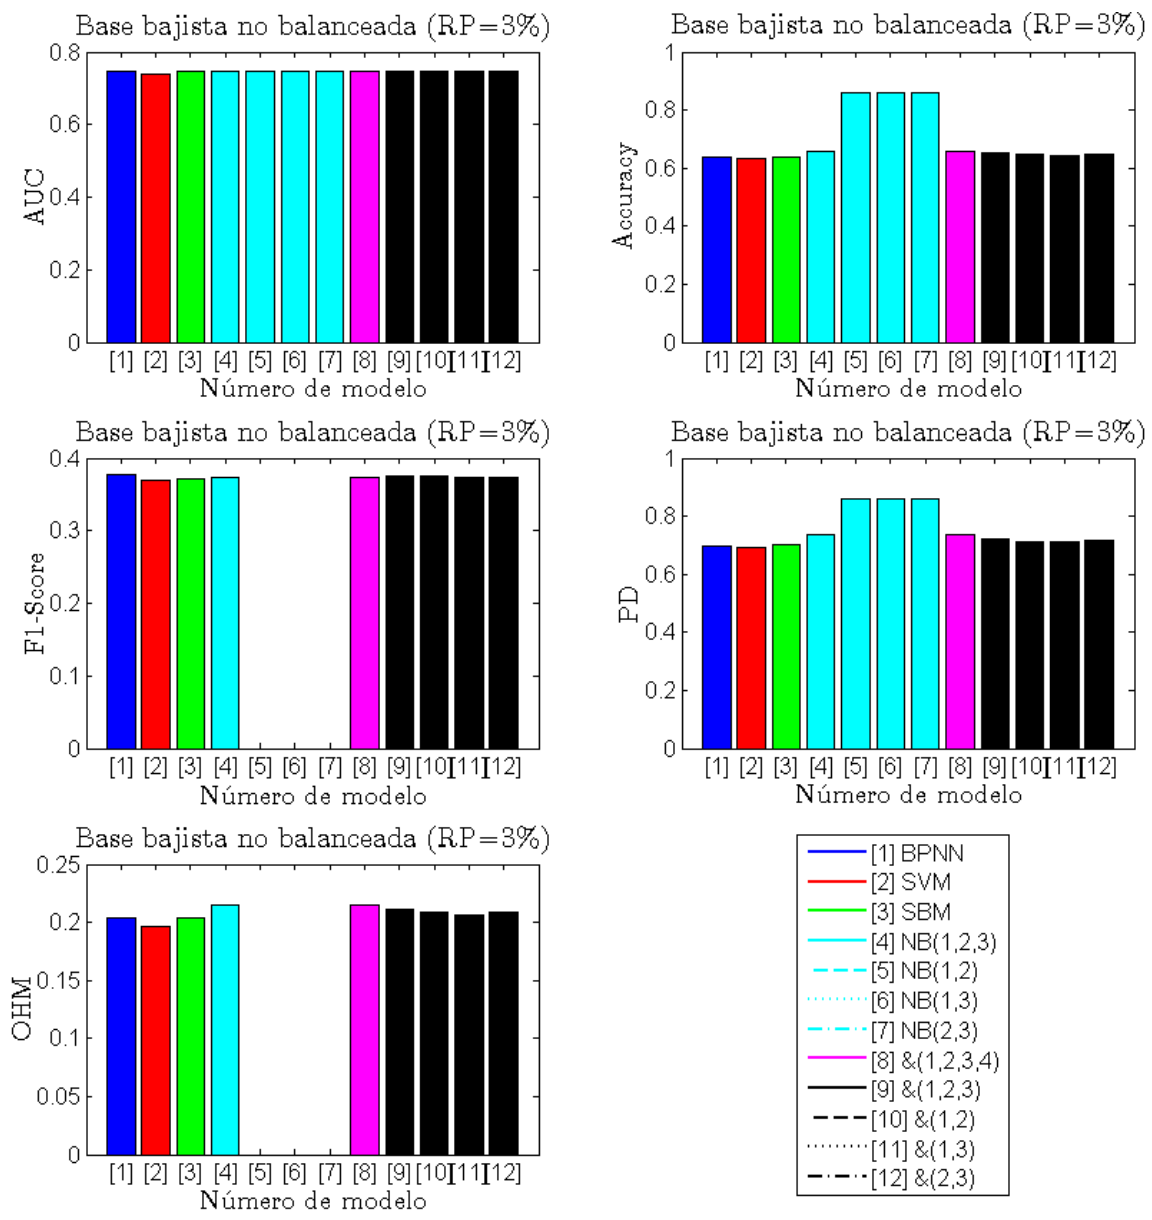 Base bajista no balanceada (RP=3%)
0.8
0.6
0.4
0.2
0
AUC
[1] [2] [3] [4] [5] [6] [7] [8] [9] [10][11][12]
Número de modelo
Base bajista no balanceada (RP=3%)
1
0.8
0.6
0.4
0.2
0
Accuracy
[1] [2] [3] [4] [5] [6] [7] [8] [9] [10][11][12]
Número de modelo
Base bajista no balanceada (RP=3%)
0.4
0.3
0.2
0.1
0
F1-Score
[1] [2] [3] [4] [5] [6] [7] [8] [9] [10][11][12]
Número de modelo
Base bajista no balanceada (RP=3%)
1
0.8
0.6
0.4
0.2
0
PD
[1] [2] [3] [4] [5] [6] [7] [8] [9] [10][11][12]
Número de modelo
Base bajista no balanceada (RP=3%)
0.25
0.2
0.15
0.1
0.05
0
OHM
[1] [2] [3] [4] [5] [6] [7] [8] [9] [10][11][12]
Número de modelo
[1] BPNN
[2] SVM
[3] SBM
[4] NB(1,2,3)
[5] NB(1,2)
[6] NB(1,3)
[7] NB(2,3)
[8] &(1,2,3,4)
[9] &(1,2,3)
[10] &(1,2)
[11] &(1,3)
[12] &(2,3)